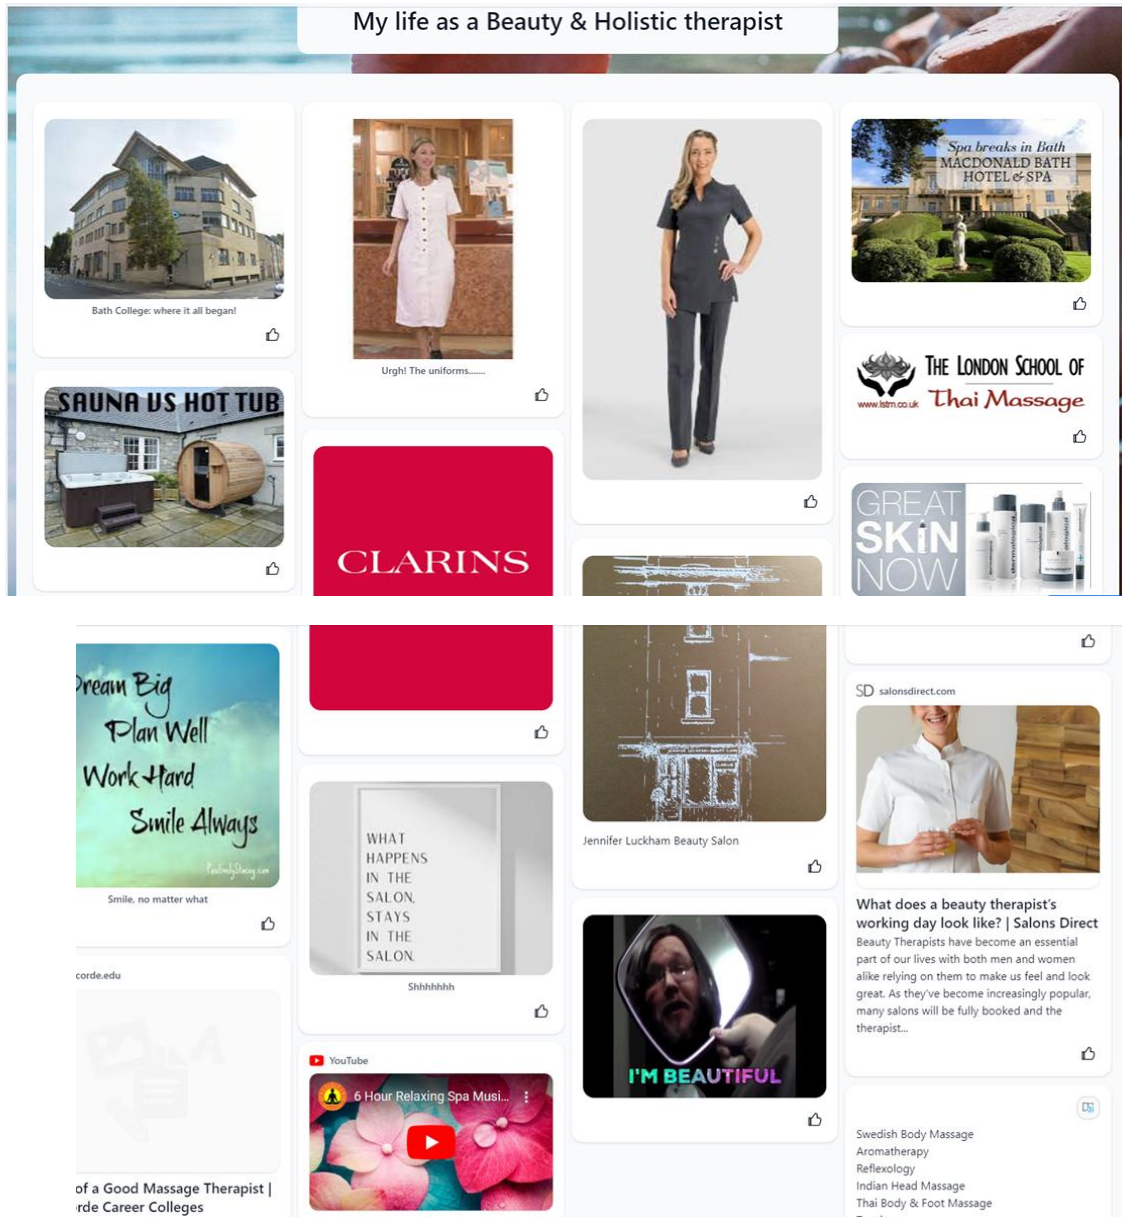 My life as a Beauty & Holistic therapist
Bath College: where it all began!
SAUNA VS HOT TUB
Urgh! The uniforms.......
CLARINS
Spa breaks in Bath
MACDONALD BATH
HOTEL & SPA
THE LONDON SCHOOL OF
www.lstm.co.uk Thai Massage
GREAT
SKIN
NOW
dermalogica
dermalogica
Dream Big
Plan Well
Work Hard
Smile Always
Smile, no matter what
corde.edu
of a Good Massage Therapist |
rde Career Colleges
WHAT
HAPPENS
IN THE
SALON,
STAYS
IN THE
SALON.
Shhhhhhh
YouTube
6 Hour Relaxing Spa Musi...
Jennifer Luckham Beauty Salon
I'M BEAUTIFUL
SD salonsdirect.com
What does a beauty therapist's
working day look like? | Salons Direct
Beauty Therapists have become an essential
part of our lives with both men and women
alike relying on them to make us feel and look
great. As they've become increasingly popular,
many salons will be fully booked and the
therapist...
Swedish Body Massage
Aromatherapy
Reflexology
Indian Head Massage
Thai Body & Foot Massage